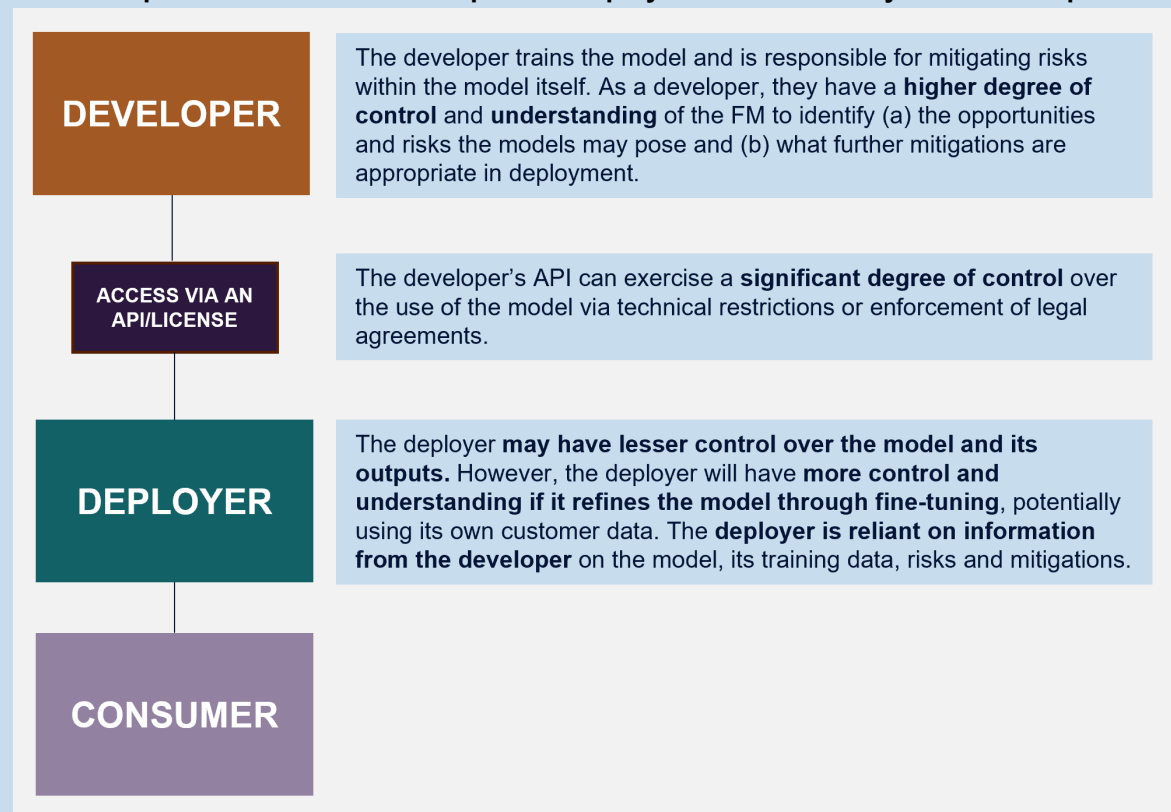 DEVELOPER
The developer trains the model and is responsible for mitigating risks
within the model itself. As a developer, they have a higher degree of
control and understanding of the FM to identify (a) the opportunities
and risks the models may pose and (b) what further mitigations are
appropriate in deployment.
ACCESS VIA AN
API/LICENSE
The developer’s API can exercise a significant degree of control over
the use of the model via technical restrictions or enforcement of legal
agreements.
DEPLOYER
The deployer may have lesser control over the model and its
outputs. However, the deployer will have more control and
understanding if it refines the model through fine-tuning, potentially
using its own customer data. The deployer is reliant on information
from the developer on the model, its training data, risks and mitigations.
CONSUMER